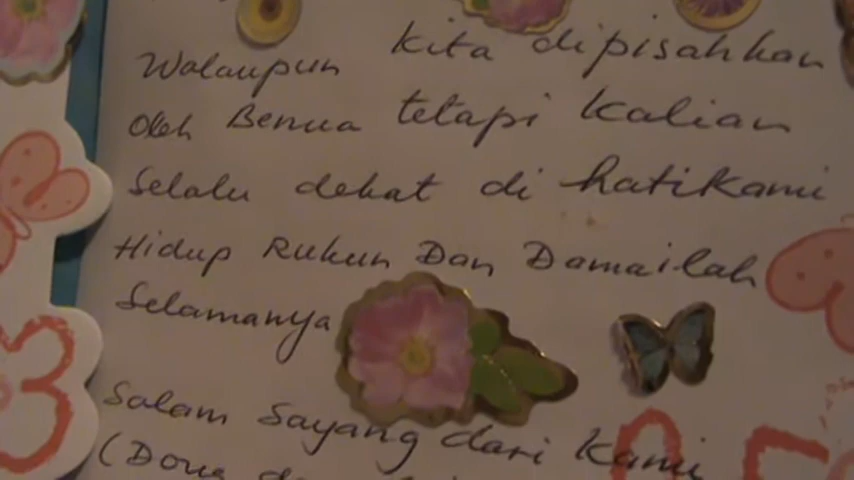 Walaupun kita dipisahkan
oleh Benua tetapi kalian
Selalu dekat di hatikami
Hidup Rukun Dan Damailah
Selamanya
Salam Sayang dari kami